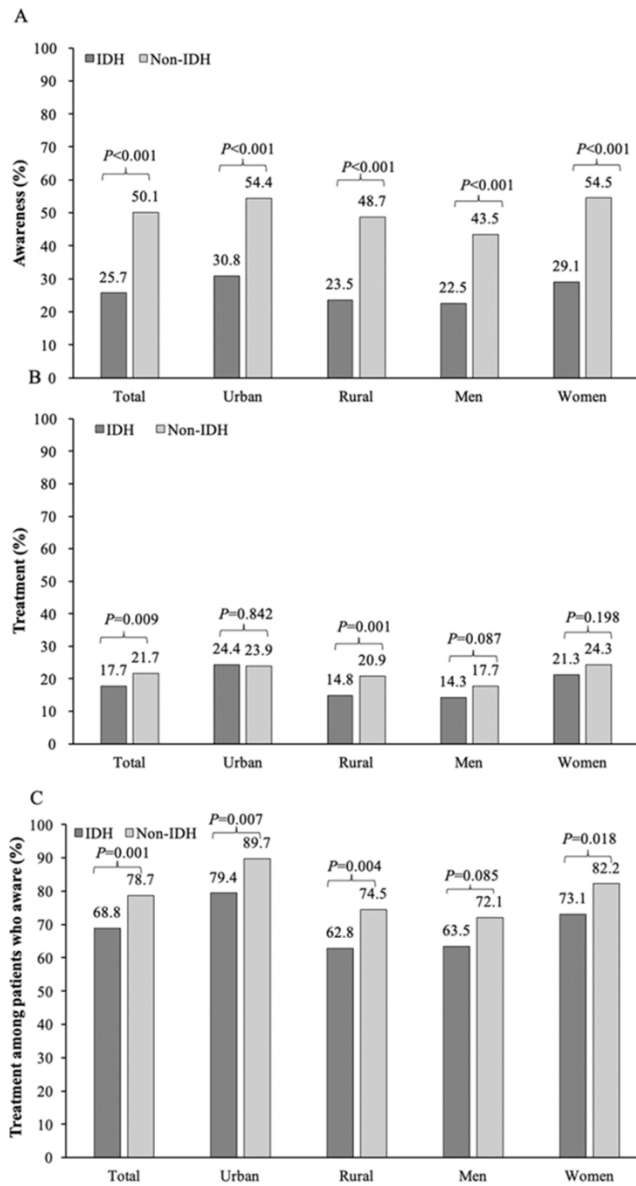 A
100
IDH Non-IDH
90
80
P<0.001 P<0.001 P<0.001 P<0.001 P<0.001
70
60
50.1 54.4 48.7 43.5 54.5
50
40
25.7 30.8 23.5 22.5 29.1
30
20
10
0
Awareness (%)
Total Urban Rural Men Women
B
100
IDH Non-IDH
90
80
70
60
50
40
P=0.009 P=0.842 P=0.001 P=0.087 P=0.198
30
17.7 21.7 24.4 23.9 14.8 20.9 14.3 17.7 21.3 24.3
20
10
0
Treatment (%)
Total Urban Rural Men Women
C
100
IDH Non-IDH
P=0.001 P=0.007 P=0.004 P=0.085 P=0.018
90
68.8 78.7 79.4 89.7 62.8 74.5 63.5 72.1 73.1 82.2
80
70
60
50
40
30
20
10
0
Treatment among patients who aware (%)
Total Urban Rural Men Women